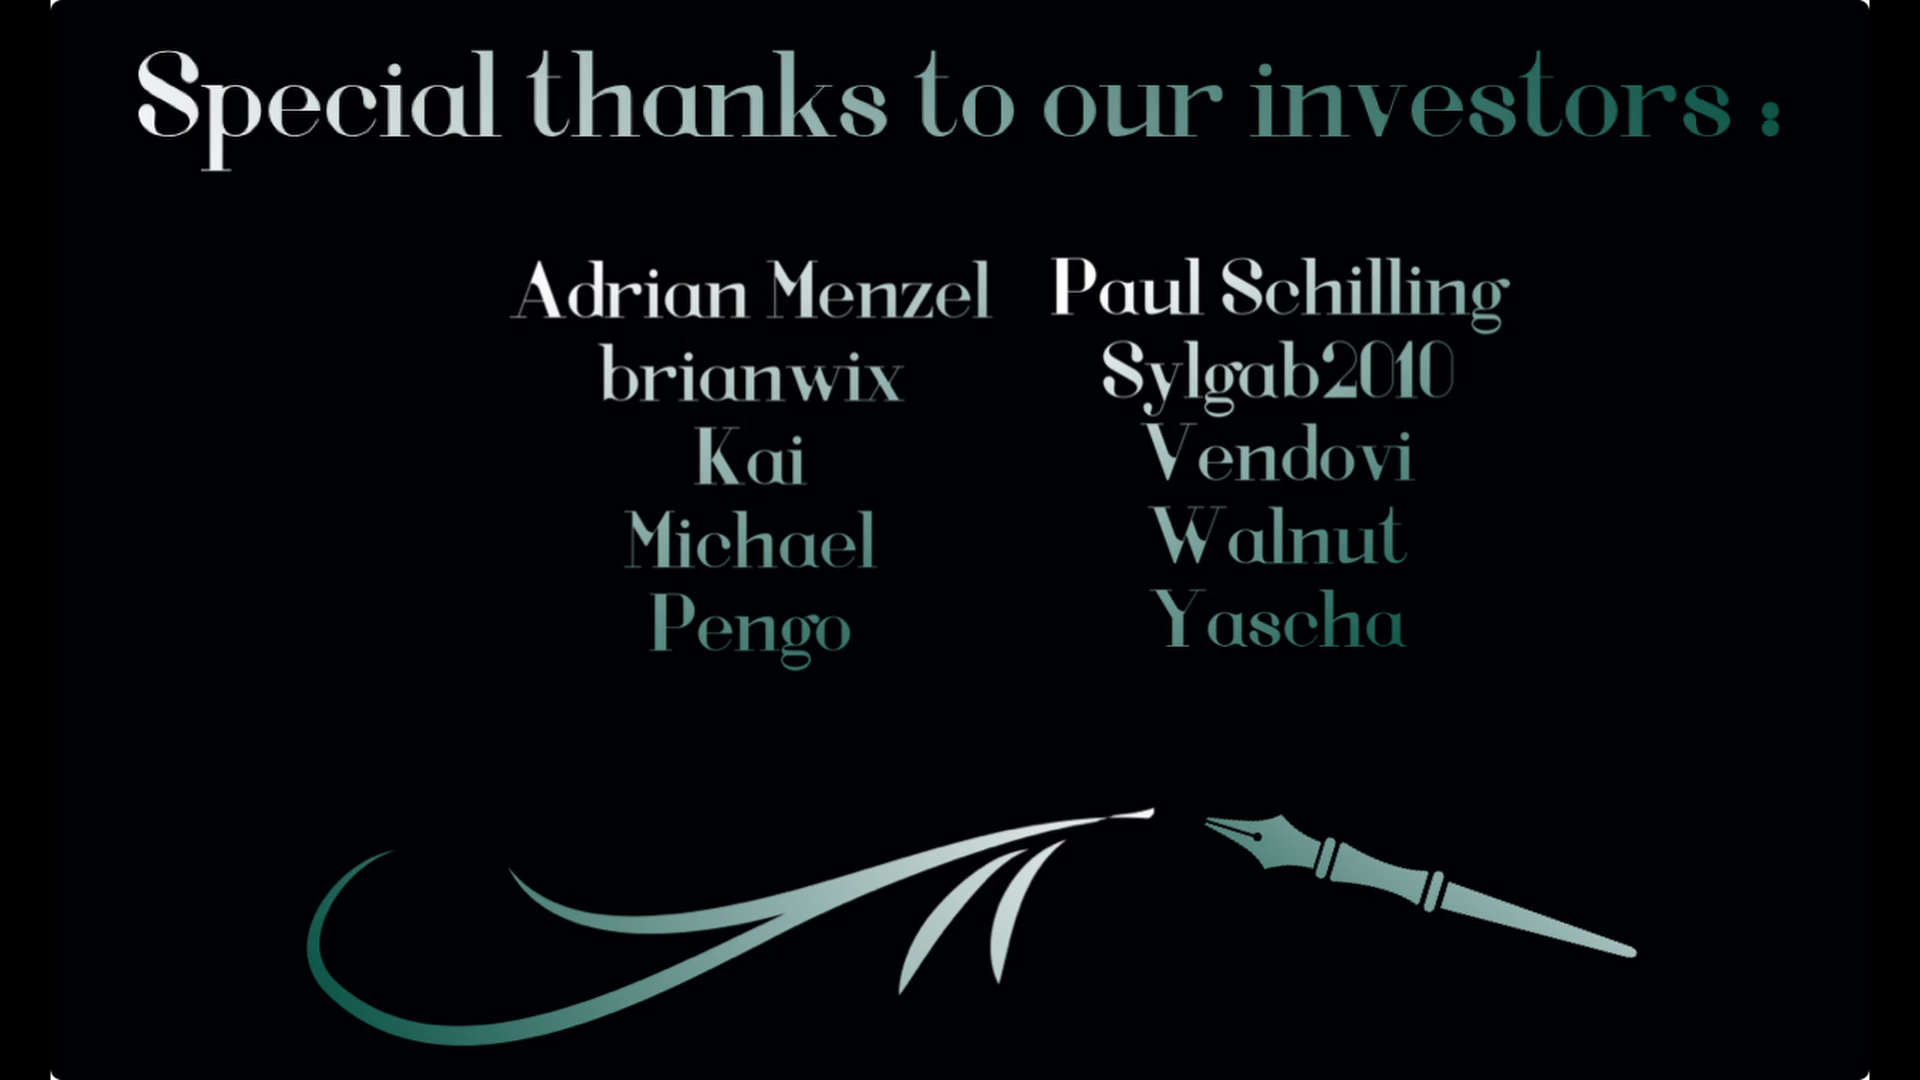 Special thanks to our investors :
Adrian Menzel
brianwix
Kai
Michael
Pengo
Paul Schilling
Sylgab2010
Vendovi
Walnut
Yascha